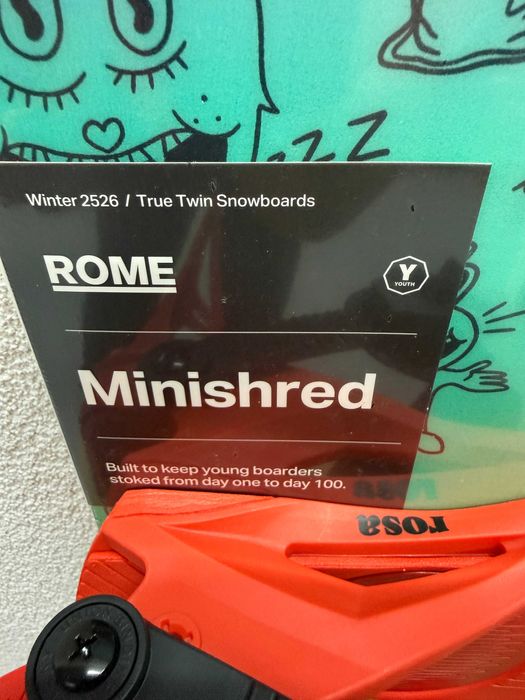 zzz
Winter 2526 / True Twin Snowboards
ROME
Y
YOUTH
Minishred
Built to keep young boarders
stoked from day one to day 100.
rosa